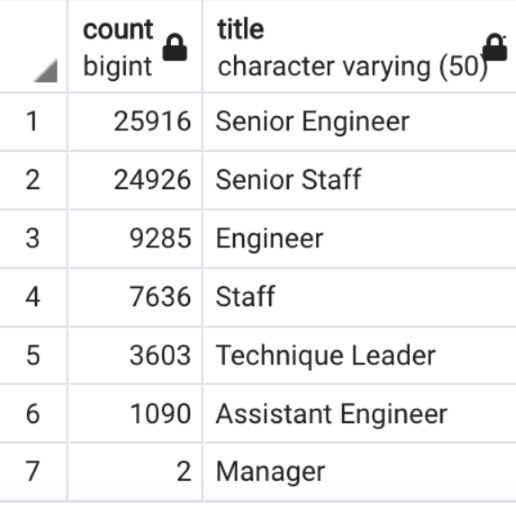 count title
bigint character varying (50)
1 25916 Senior Engineer
2 24926 Senior Staff
3 9285 Engineer
4 7636 Staff
5 3603 Technique Leader
6 1090 Assistant Engineer
7 2 Manager